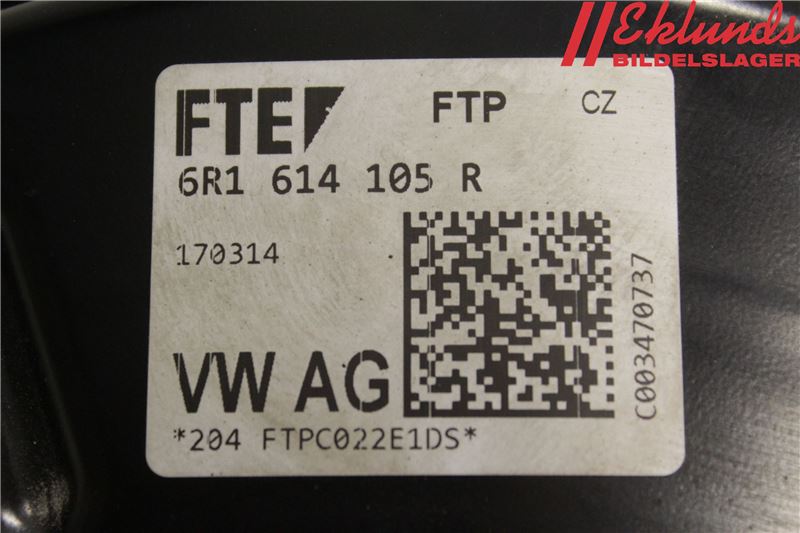 Eklunds
BILDELSLAGER
FTE FTP CZ
6R1 614 105 R
170314
C003470737
VW AG
*204 FTPC022E1DS*